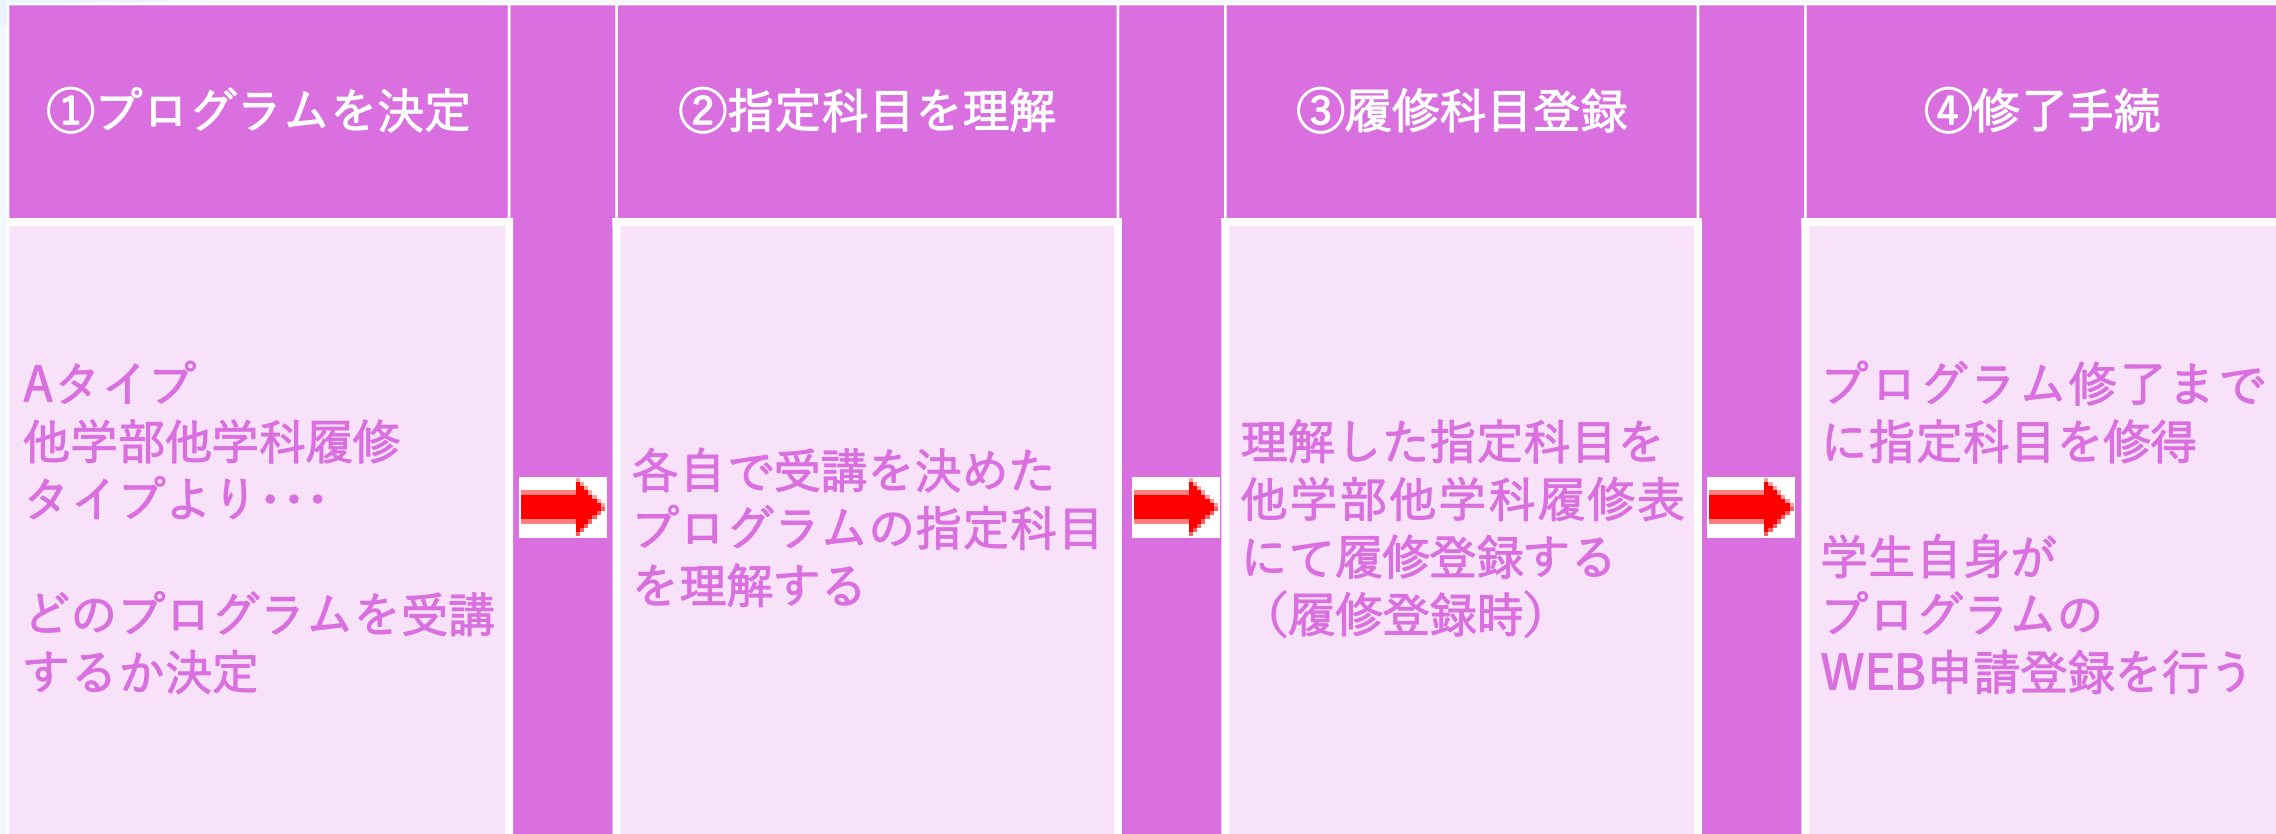 ①プログラムを決定
②指定科目を理解
③履修科目登録
④修了手続
Aタイプ
他学部他学科履修
タイプより･･･
どのプログラムを受講
するか決定
各自で受講を決めた
プログラムの指定科目
を理解する
理解した指定科目を
他学部他学科履修表
にて履修登録する
（履修登録時）
プログラム修了まで
に指定科目を修得
学生自身が
プログラムの
WEB申請登録を行う